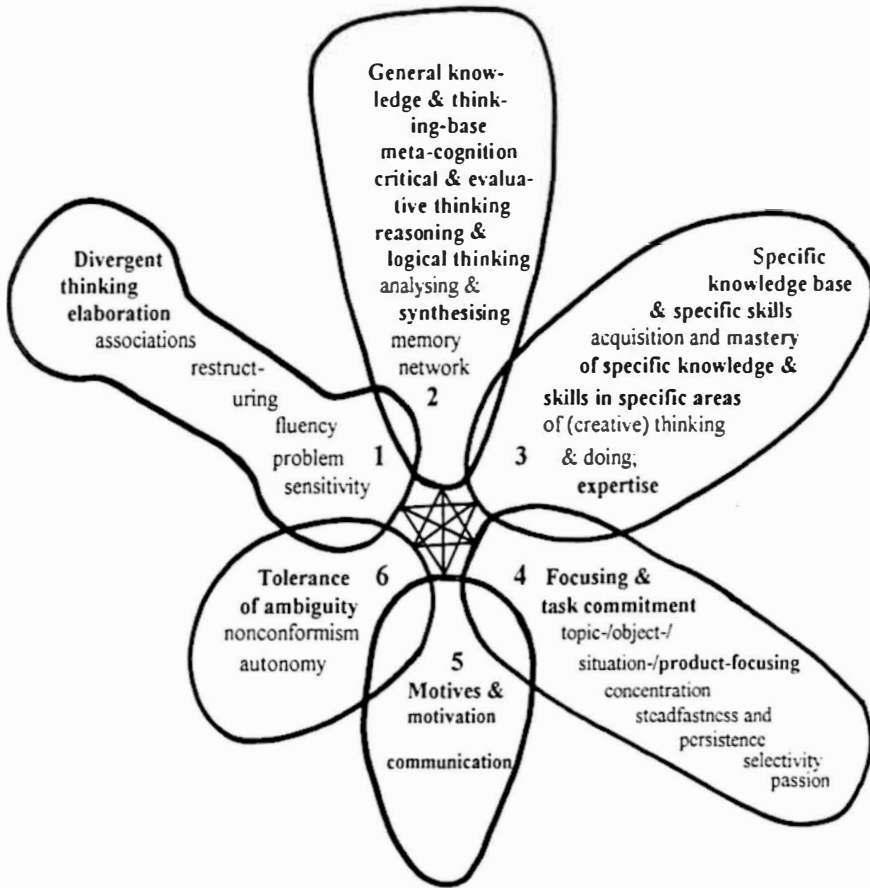 General know-
ledge & think-
ing-base
meta-cognition
critical & evalua-
tive thinking
reasoning &
logical thinking
analysing &
synthesising
memory
network
2
Divergent
thinking
elaboration
associations
restruct-
uring
fluency
problem
sensitivity
1
Specific
knowledge base
& specific skills
acquisition and mastery
of specific knowledge &
skills in specific areas
of (creative) thinking
& doing;
expertise
3
4
Focusing &
task commitment
topic-/object-/
situation-/product-focusing
concentration
steadfastness and
persistence
selectivity
passion
5
Motives &
motivation
communication
6
Tolerance
of ambiguity
nonconformism
autonomy